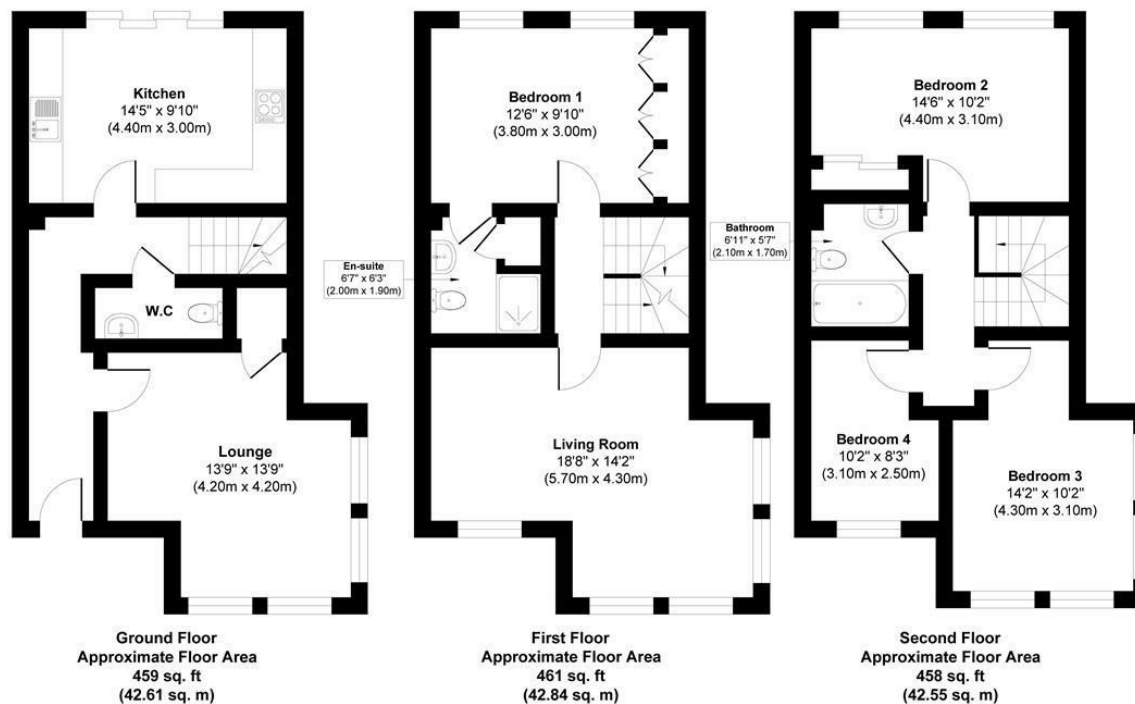 Kitchen
14'5" x 9'10"
(4.40m x 3.00m)
W.C
Lounge
13'9" x 13'9"
(4.20m x 4.20m)
Ground Floor
Approximate Floor Area
459 sq. ft
(42.61 sq. m)
Bedroom 1
12'6" x 9'10"
(3.80m x 3.00m)
En-suite
6'7" x 6'3"
(2.00m x 1.90m)
Living Room
18'8" x 14'2"
(5.70m x 4.30m)
First Floor
Approximate Floor Area
461 sq. ft
(42.84 sq. m)
Bedroom 2
14'6" x 10'2"
(4.40m x 3.10m)
Bathroom
6'11" x 5'7"
(2.10m x 1.70m)
Bedroom 4
10'2" x 8'3"
(3.10m x 2.50m)
Bedroom 3
14'2" x 10'2"
(4.30m x 3.10m)
Second Floor
Approximate Floor Area
458 sq. ft
(42.55 sq. m)